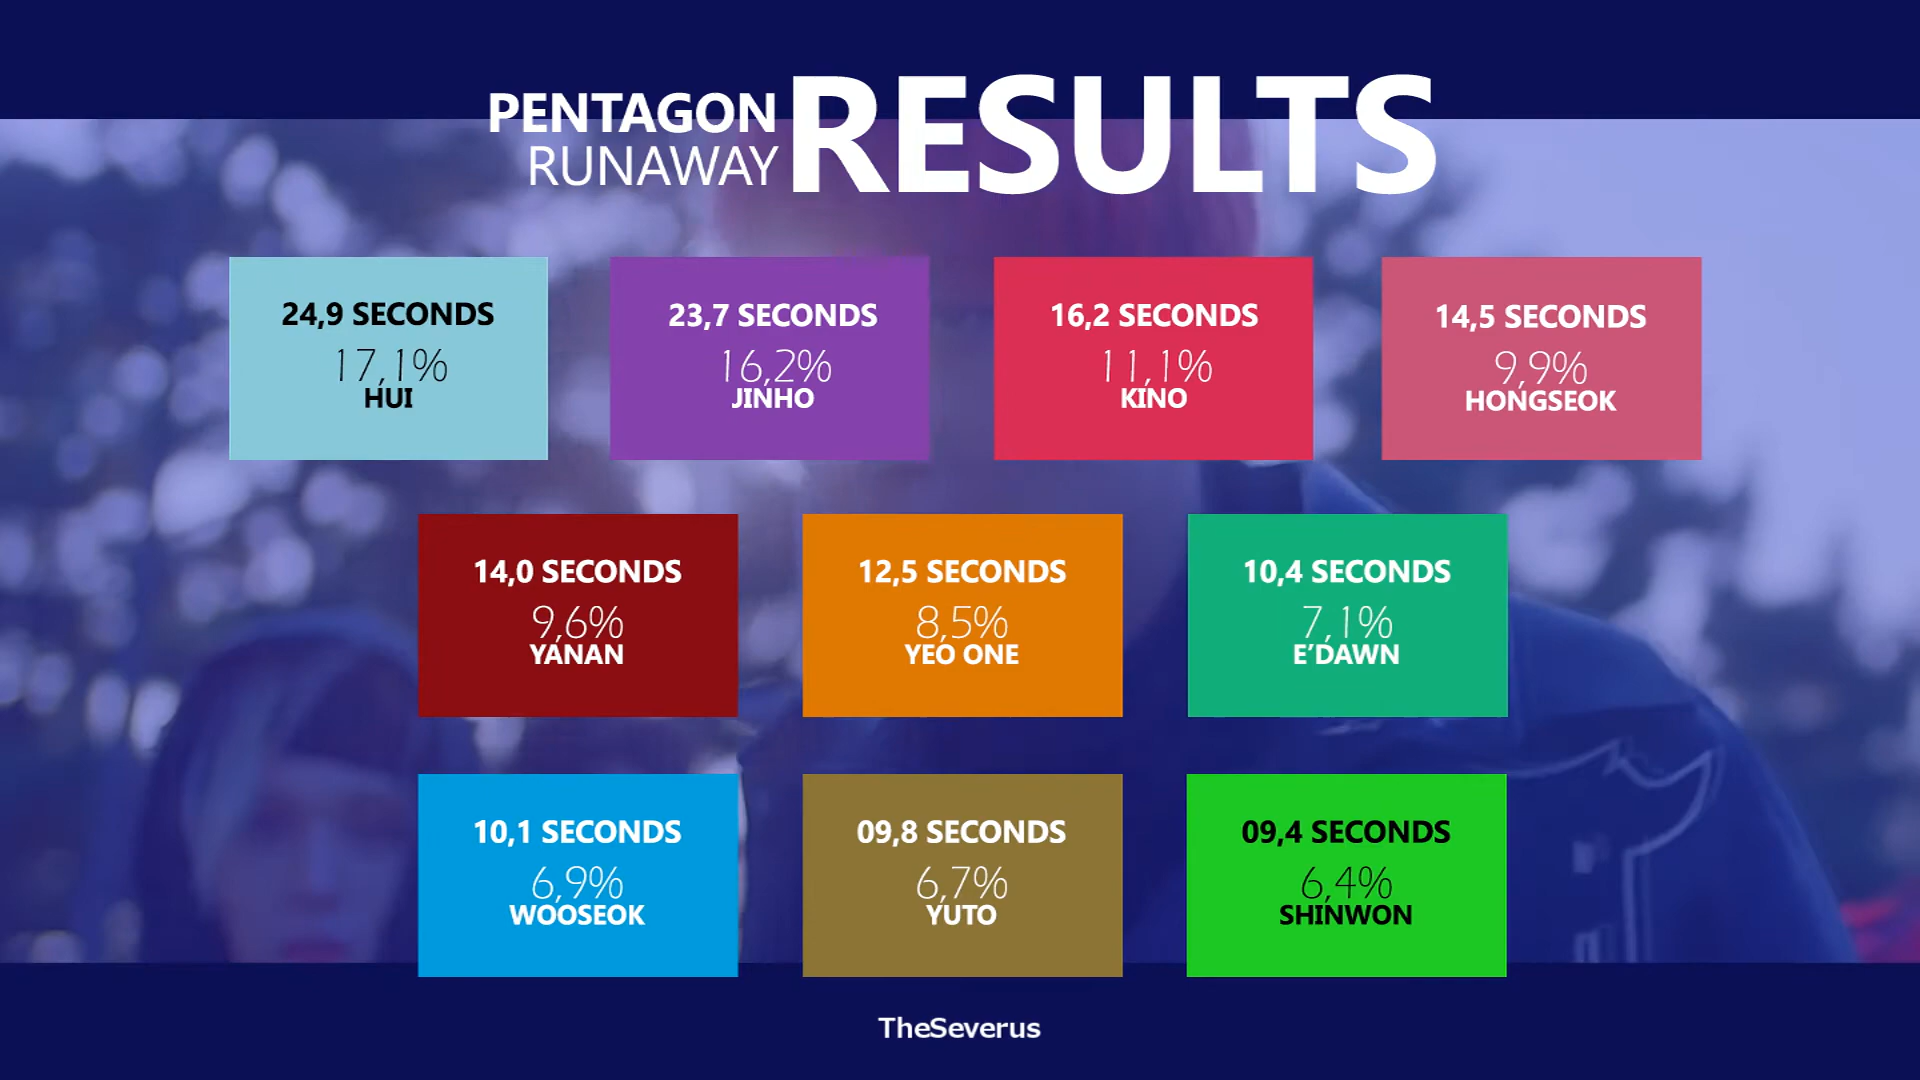 PENTAGON
RUNAWAY
RESULTS
24,9 SECONDS
17,1%
HUI
23,7 SECONDS
16,2%
JINHO
16,2 SECONDS
11,1%
KINO
14,5 SECONDS
9,9%
HONGSEOK
14,0 SECONDS
9,6%
YANAN
12,5 SECONDS
8,5%
YEO ONE
10,4 SECONDS
7,1%
E’DAWN
10,1 SECONDS
6,9%
WOOSEOK
09,8 SECONDS
6,7%
YUTO
09,4 SECONDS
6,4%
SHINWON
TheSeverus